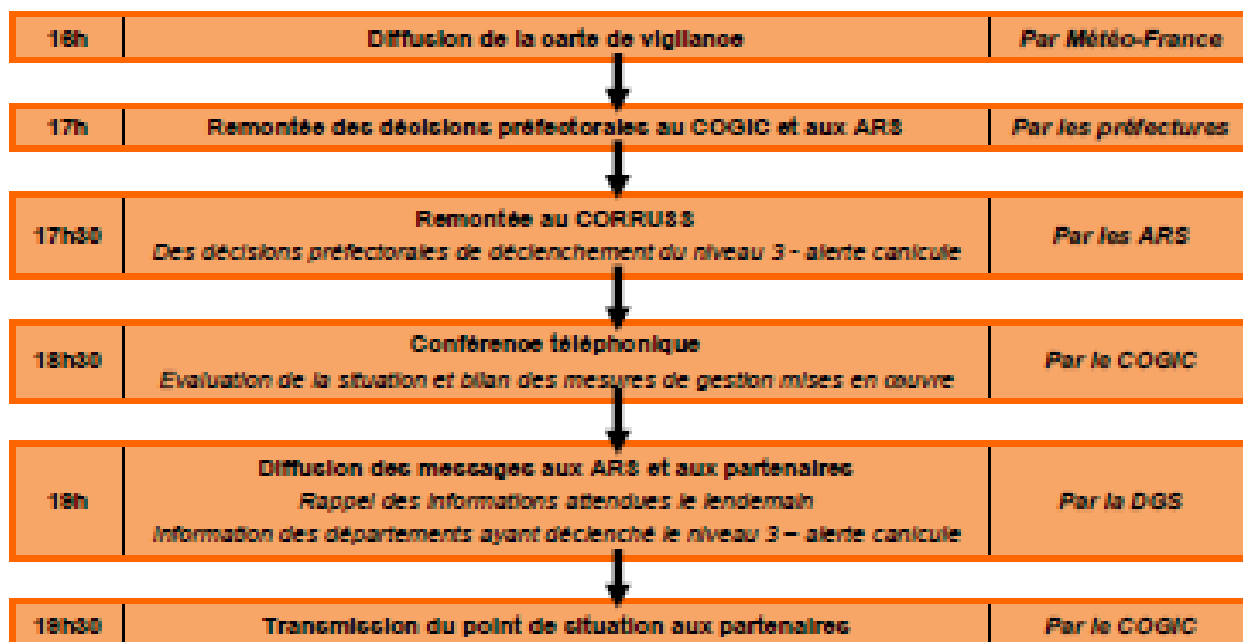 16h Diffusion de la carte de vigilance Par Météo-France
17h Remontée des décisions préfectorales au COGIC et aux ARS Par les préfectures
17h30 Remontée au CORRUSS Par les ARS
Des décisions préfectorales de déclenchement du niveau 3 - alerte canicule
18h30 Conférence téléphonique Par le COGIC
Evaluation de la situation et bilan des mesures de gestion mises en œuvre
19h Diffusion des messages aux ARS et aux partenaires Par la DGS
Rappel des informations attendues le lendemain
Information des départements ayant déclenché le niveau 3 – alerte canicule
19h30 Transmission du point de situation aux partenaires Par le COGIC